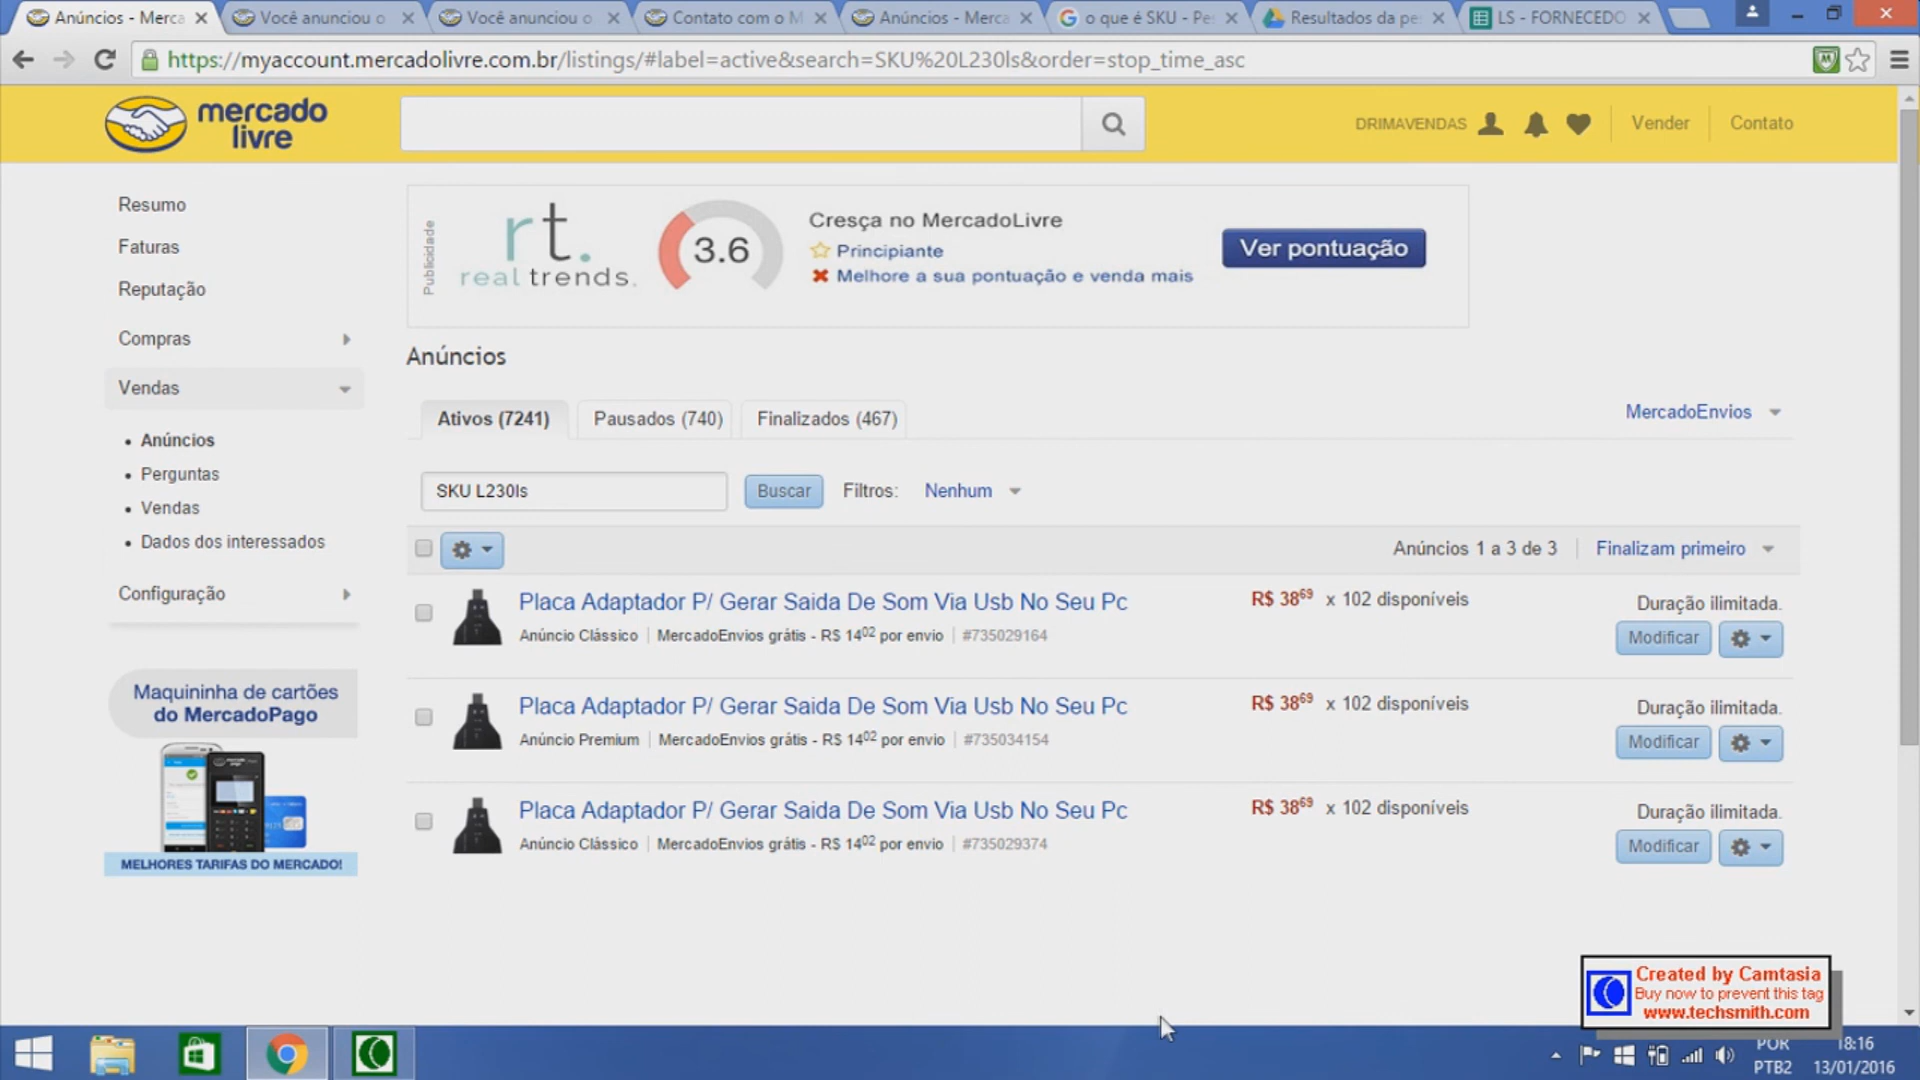 Anúncios - Merca
Você anunciou o
Você anunciou o
Contato com o M
Anúncios - Merca
o que é SKU - Pe
Resultados da pe
LS - FORNECEDO
https://myaccount.mercadolivre.com.br/listings/#label=active&search=SKU%20L230ls&order=stop_time_asc
mercado
livre
DRIMAVENDAS
Vender
Contato
Resumo
Faturas
Reputação
Compras
Vendas
Anúncios
Perguntas
Vendas
Dados dos interessados
Configuração
Maquininha de cartões
do MercadoPago
MELHORES TARIFAS DO MERCADO!
Publicidade
rt.
real trends.
3.6
Cresça no MercadoLivre
Principiante
Melhore a sua pontuação e venda mais
Ver pontuação
Anúncios
Ativos (7241)
Pausados (740)
Finalizados (467)
MercadoEnvios
SKU L230ls
Buscar
Filtros:
Nenhum
Anúncios 1 a 3 de 3
Finalizam primeiro
Placa Adaptador P/ Gerar Saida De Som Via Usb No Seu Pc
R$ 38⁶⁹ x 102 disponíveis
Duração ilimitada.
Anúncio Clássico | MercadoEnvios grátis - R$ 14⁰² por envio | #735029164
Modificar
Placa Adaptador P/ Gerar Saida De Som Via Usb No Seu Pc
R$ 38⁶⁹ x 102 disponíveis
Duração ilimitada.
Anúncio Premium | MercadoEnvios grátis - R$ 14⁰² por envio | #735034154
Modificar
Placa Adaptador P/ Gerar Saida De Som Via Usb No Seu Pc
R$ 38⁶⁹ x 102 disponíveis
Duração ilimitada.
Anúncio Clássico | MercadoEnvios grátis - R$ 14⁰² por envio | #735029374
Modificar
Created by Camtasia
Buy now to prevent this tag
www.techsmith.com
POR
PTB2
18:16
13/01/2016